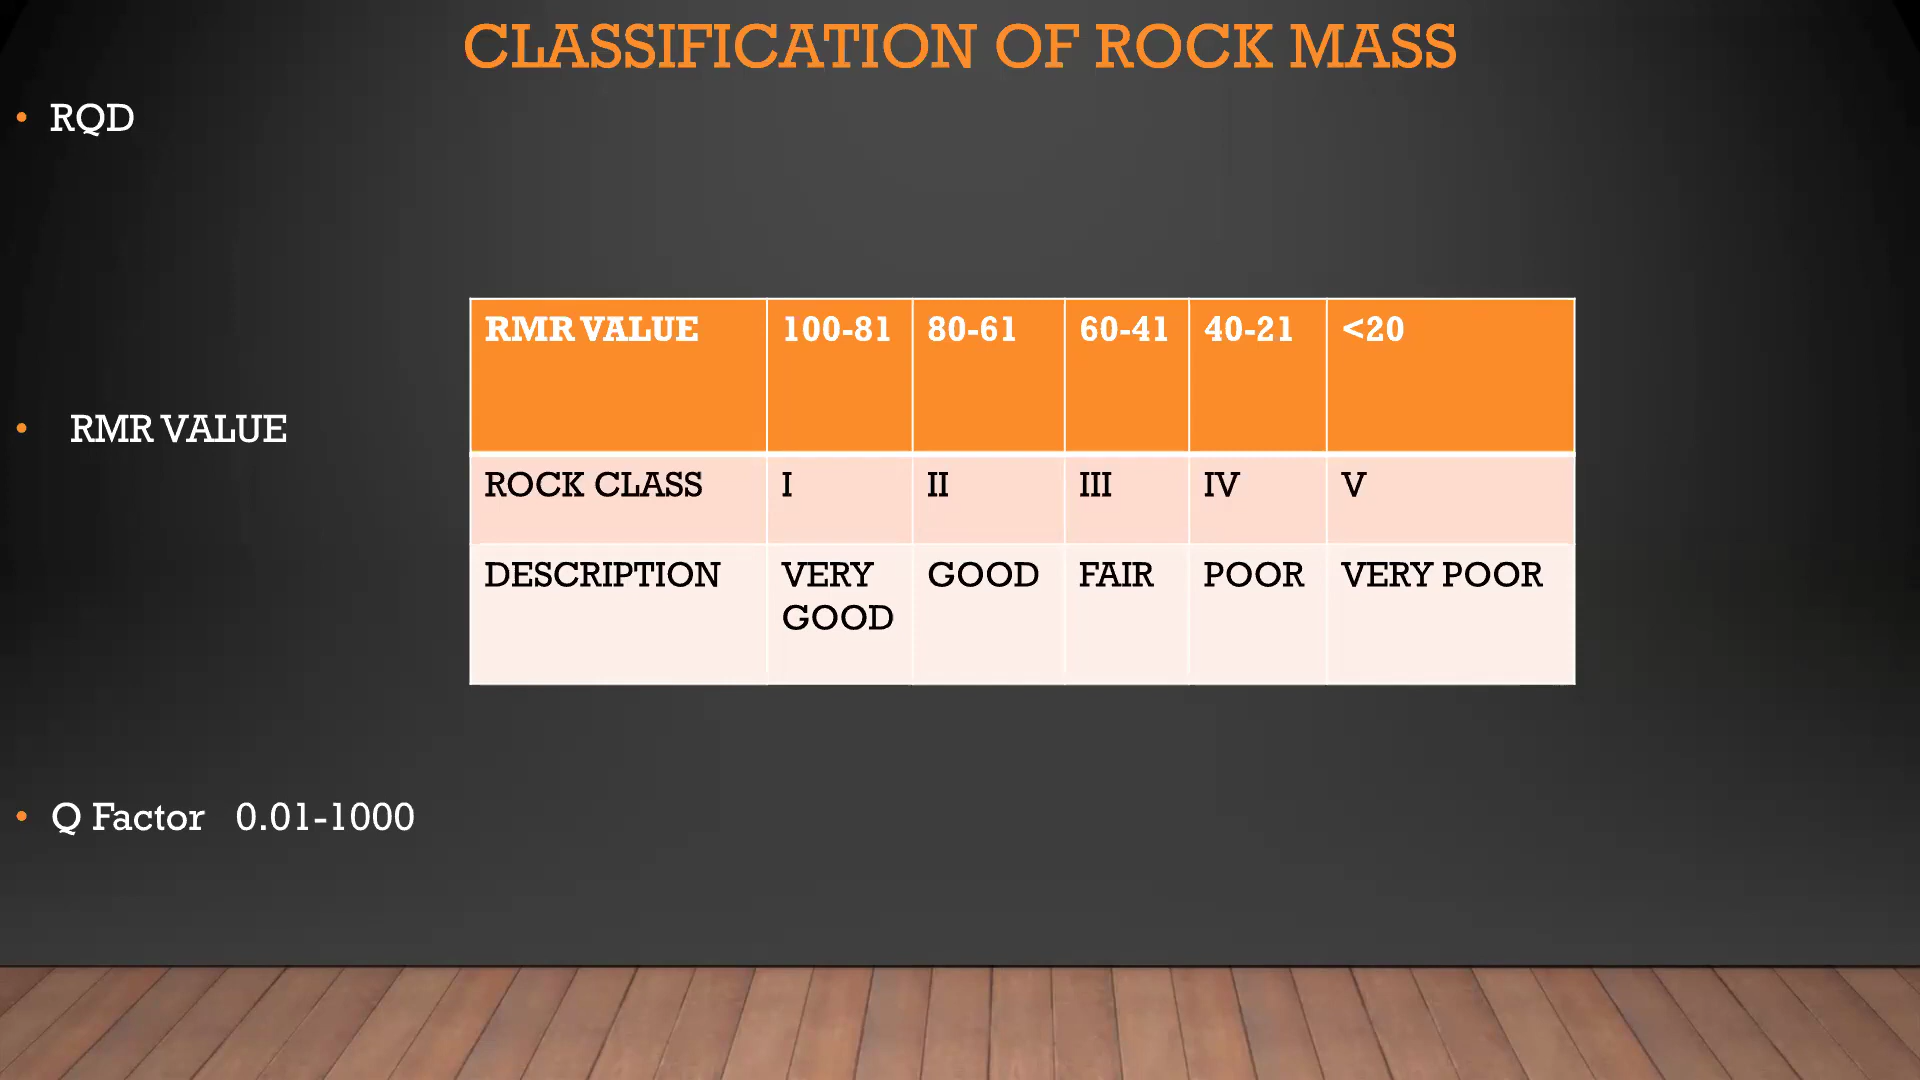 CLASSIFICATION OF ROCK MASS
• RQD
• RMR VALUE
RMR VALUE 100-81 80-61 60-41 40-21 <20
ROCK CLASS I II III IV V
DESCRIPTION VERY GOOD GOOD FAIR POOR VERY POOR
• Q Factor 0.01-1000